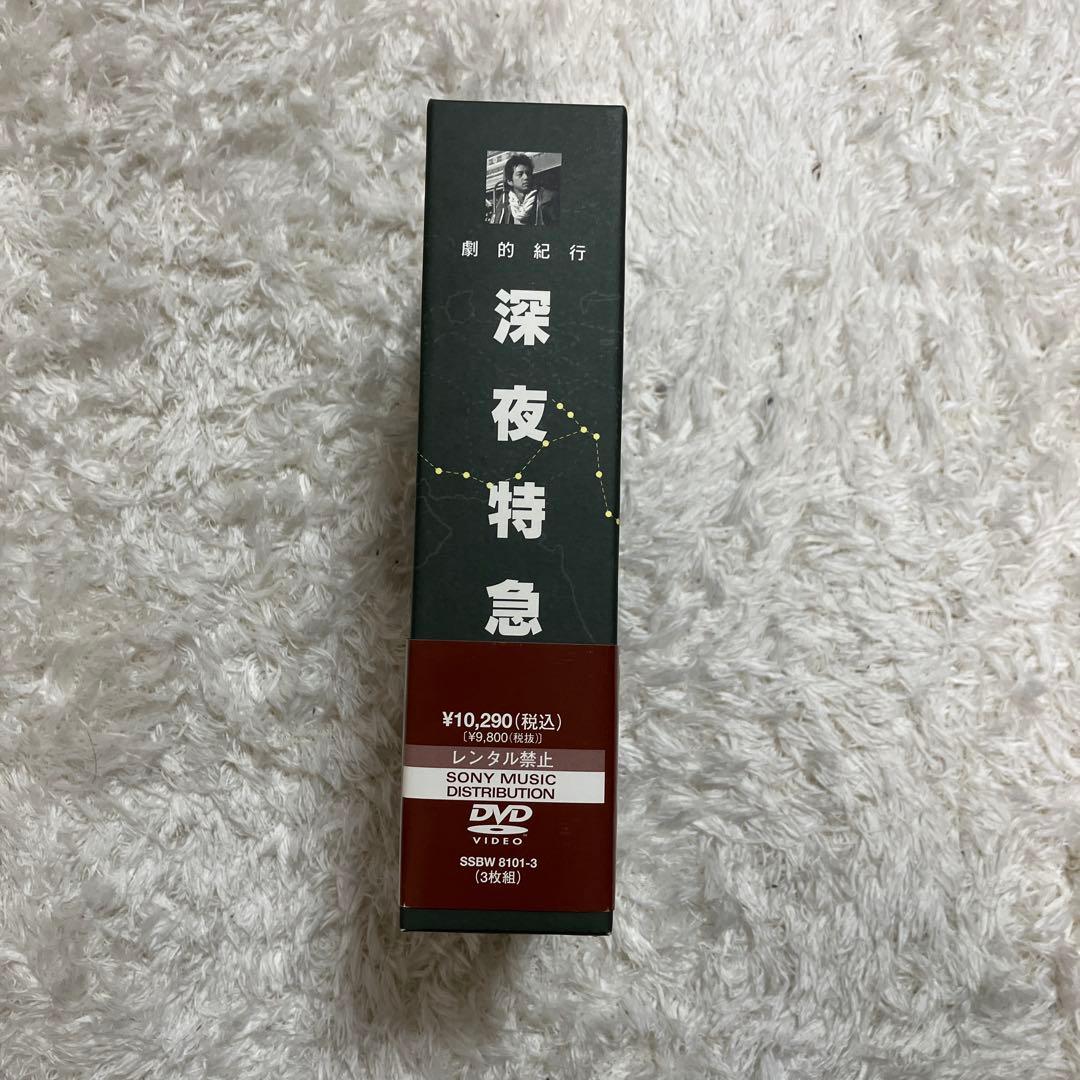 劇的紀行
深夜特急
¥10,290(税込)
〔¥9,800(税抜)〕
レンタル禁止
SONY MUSIC
DISTRIBUTION
DVD
VIDEO
SSBW 8101-3
(3枚組)